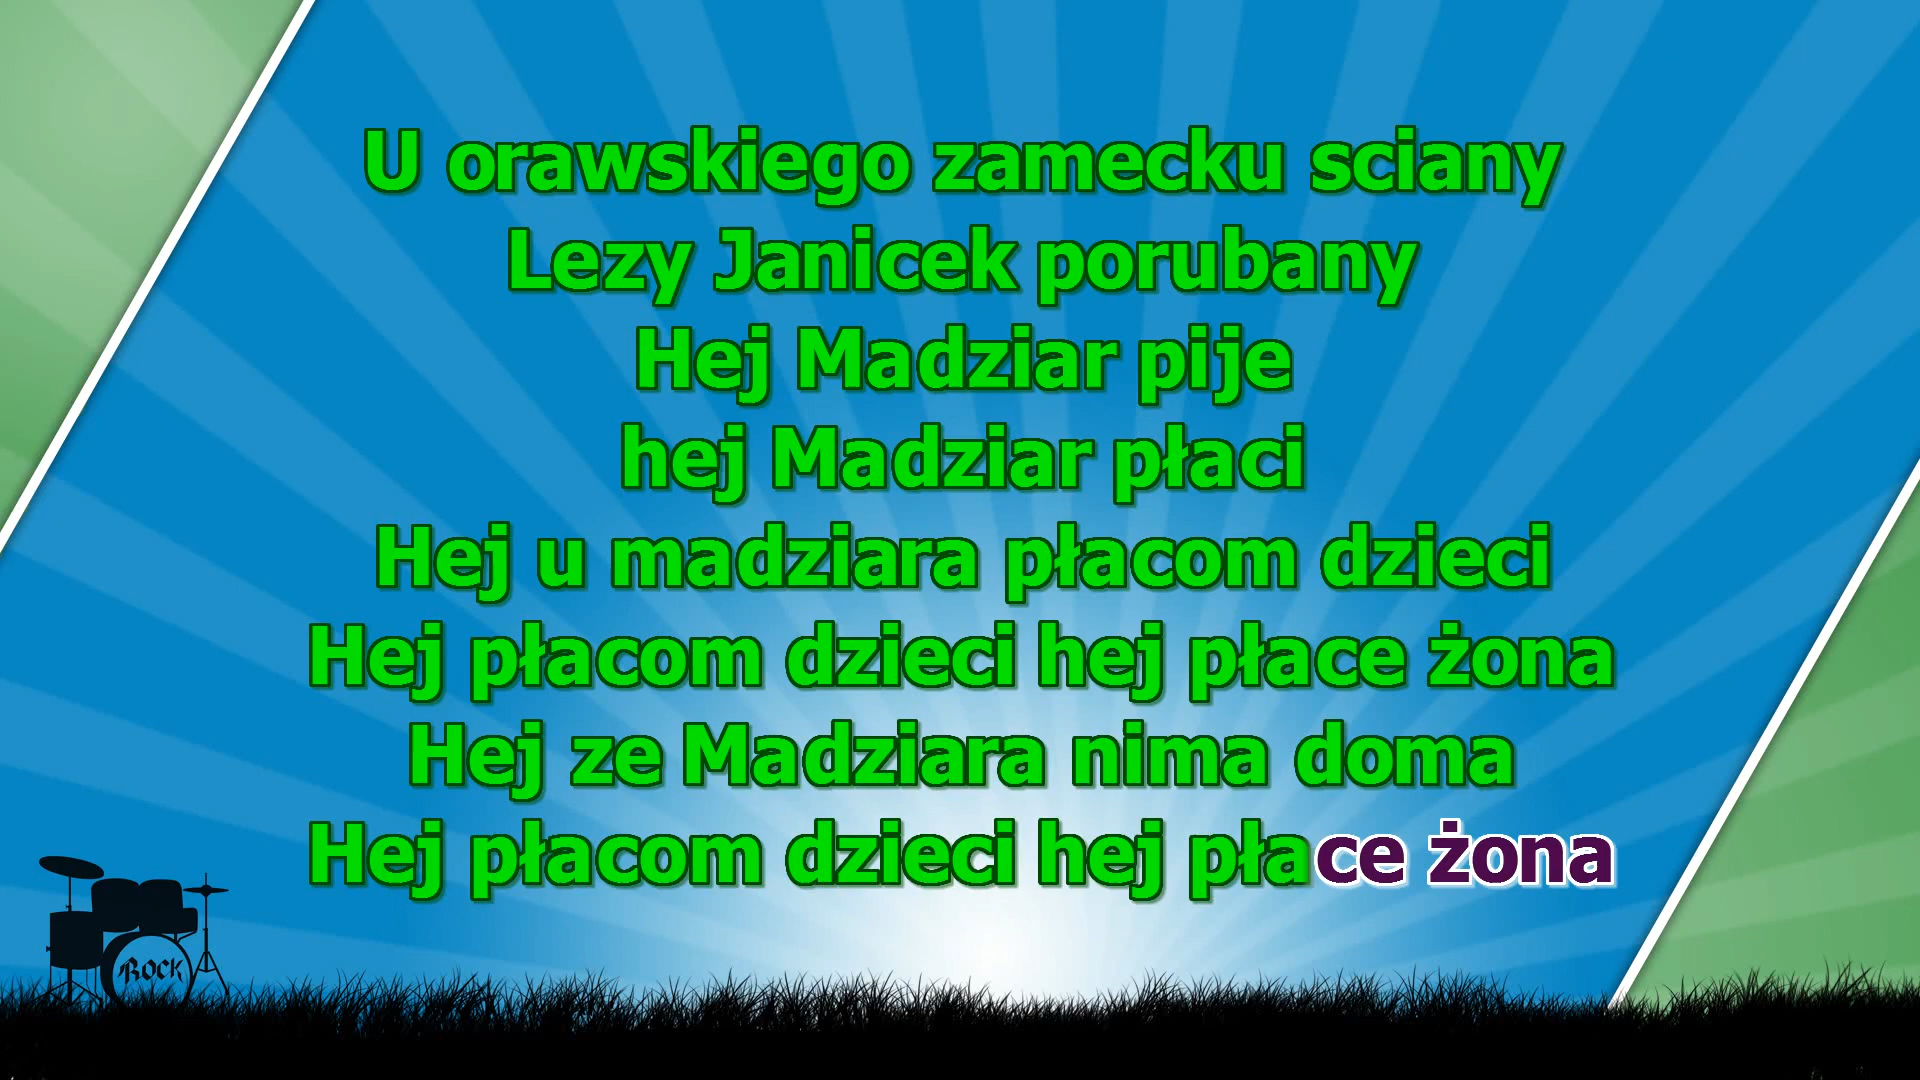 U orawskiego zamecku sciany
Lezy Janicek porubany
Hej Madziar pije
hej Madziar płaci
Hej u madziara płacom dzieci
Hej płacom dzieci hej płace żona
Hej ze Madziara nima doma
Hej płacom dzieci hej płace żona
ROCK